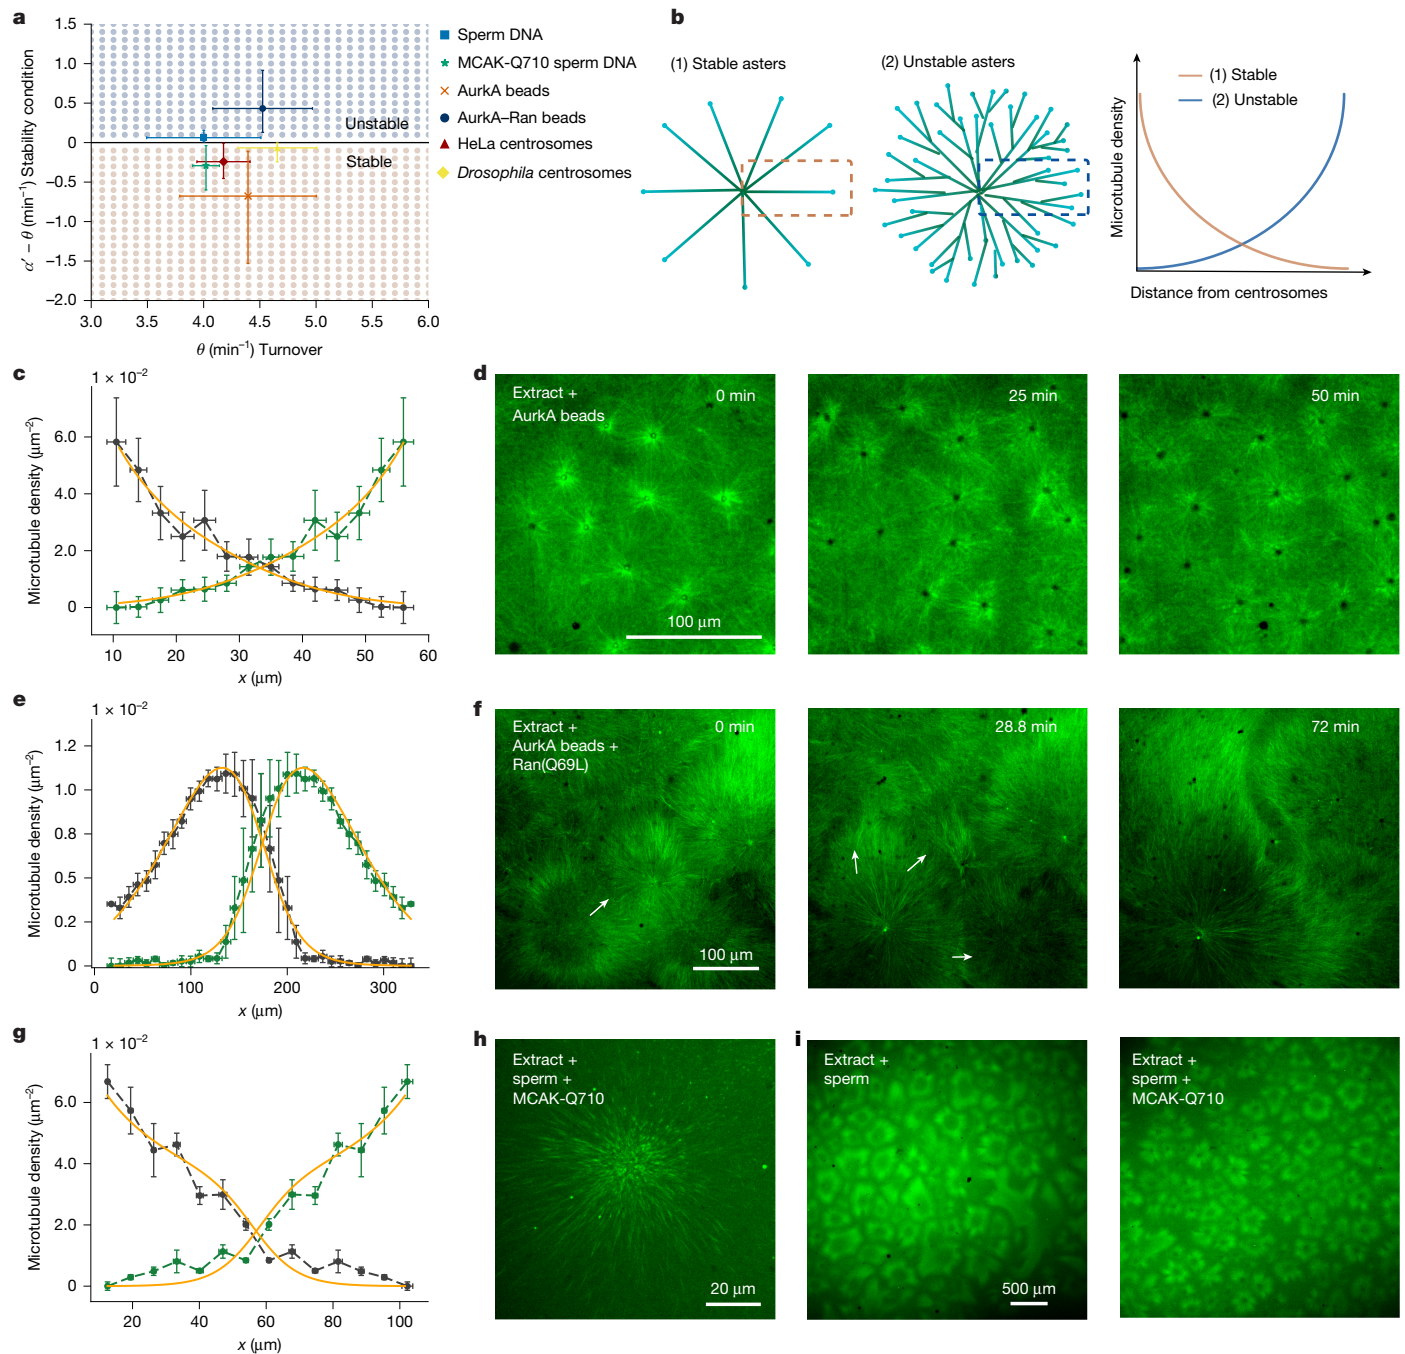 a
1.5
1.0
0.5
0
–0.5
–1.0
–1.5
–2.0
α′ – θ (min–1) Stability condition
Unstable
Stable
3.0 3.5 4.0 4.5 5.0 5.5 6.0
θ (min–1) Turnover
Sperm DNA
MCAK-Q710 sperm DNA
AurkA beads
AurkA–Ran beads
HeLa centrosomes
Drosophila centrosomes
b
(1) Stable asters
(2) Unstable asters
(1) Stable
(2) Unstable
Microtubule density
Distance from centrosomes
c
1 × 10–2
6.0
4.0
2.0
0
Microtubule density (μm–2)
10 20 30 40 50 60
x (μm)
d
Extract +
AurkA beads
0 min
100 μm
25 min
50 min
e
1 × 10–2
1.2
1.0
0.8
0.5
0.2
0
Microtubule density (μm–2)
0 100 200 300
x (μm)
f
Extract +
AurkA beads +
Ran(Q69L)
0 min
100 μm
28.8 min
72 min
g
1 × 10–2
6.0
4.0
2.0
0
Microtubule density (μm–2)
20 40 60 80 100
x (μm)
h
Extract +
sperm +
MCAK-Q710
20 μm
i
Extract +
sperm
500 μm
Extract +
sperm +
MCAK-Q710